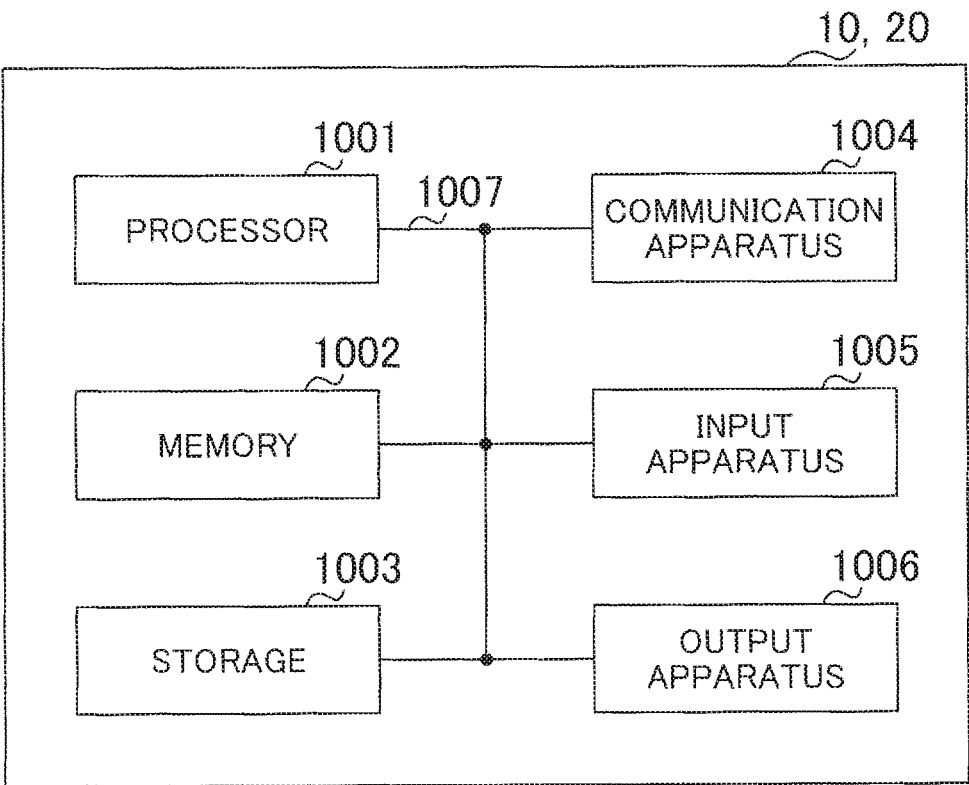 10, 20
1001
PROCESSOR
1007
1004
COMMUNICATION
APPARATUS
1002
MEMORY
1005
INPUT
APPARATUS
1003
STORAGE
1006
OUTPUT
APPARATUS